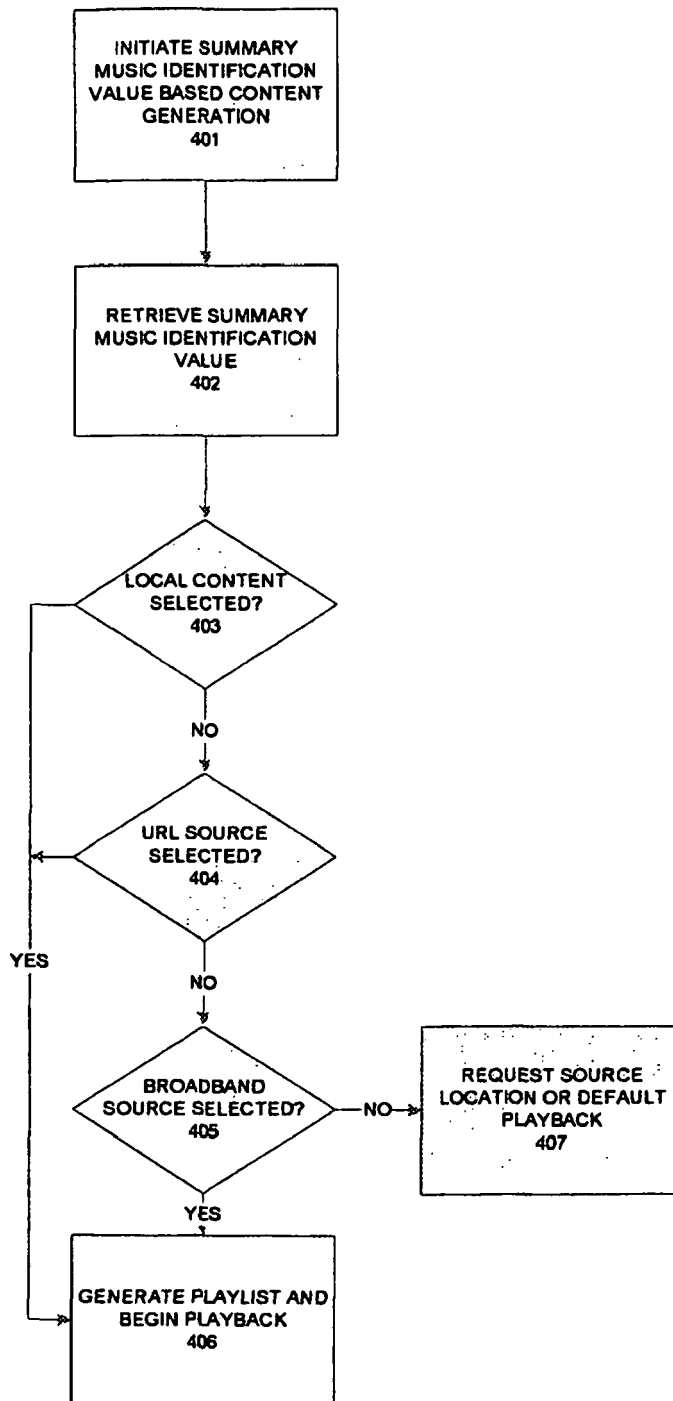 INITIATE SUMMARY
MUSIC IDENTIFICATION
VALUE BASED CONTENT
GENERATION
401
RETRIEVE SUMMARY
MUSIC IDENTIFICATION
VALUE
402
LOCAL CONTENT
SELECTED?
403
NO
URL SOURCE
SELECTED?
404
YES
NO
BROADBAND
SOURCE SELECTED?
405
NO
REQUEST SOURCE
LOCATION OR DEFAULT
PLAYBACK
407
YES
GENERATE PLAYLIST AND
BEGIN PLAYBACK
406